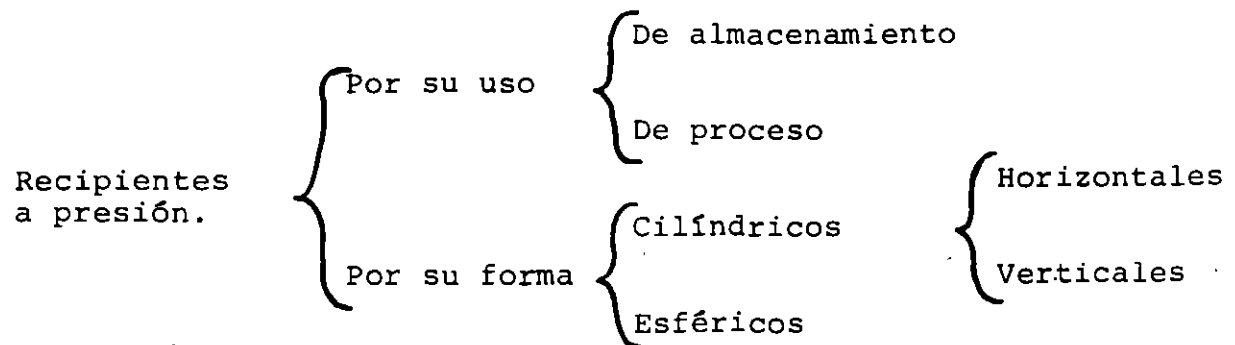 De almacenamiento
Por su uso
De proceso
Recipientes
a presión.
Horizontales
Cilíndricos
Por su forma
Verticales
Esféricos